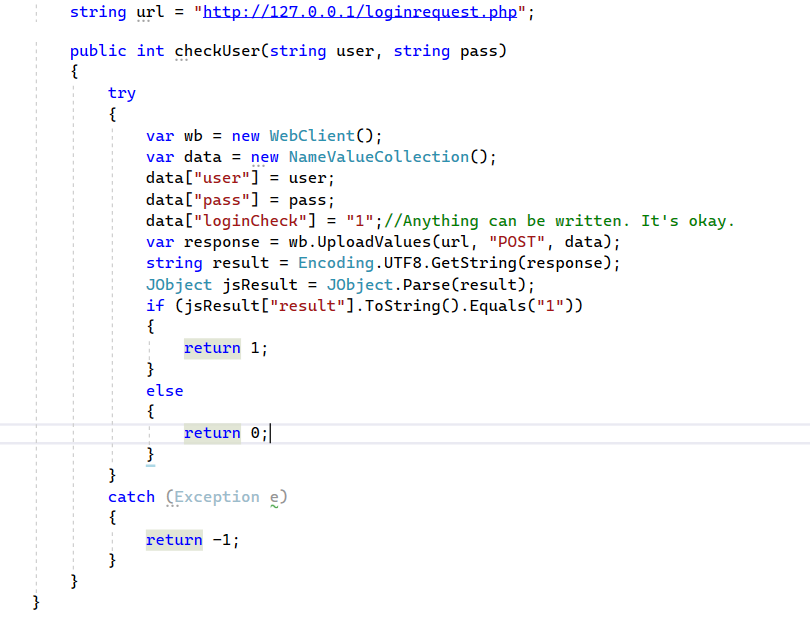 string url = "http://127.0.0.1/loginrequest.php";
public int checkUser(string user, string pass)
{
try
{
var wb = new WebClient();
var data = new NameValueCollection();
data["user"] = user;
data["pass"] = pass;
data["loginCheck"] = "1";//Anything can be written. It's okay.
var response = wb.UploadValues(url, "POST", data);
string result = Encoding.UTF8.GetString(response);
JObject jsResult = JObject.Parse(result);
if (jsResult["result"].ToString().Equals("1"))
{
return 1;
}
else
{
return 0;
}
}
catch (Exception e)
{
return -1;
}
}
}